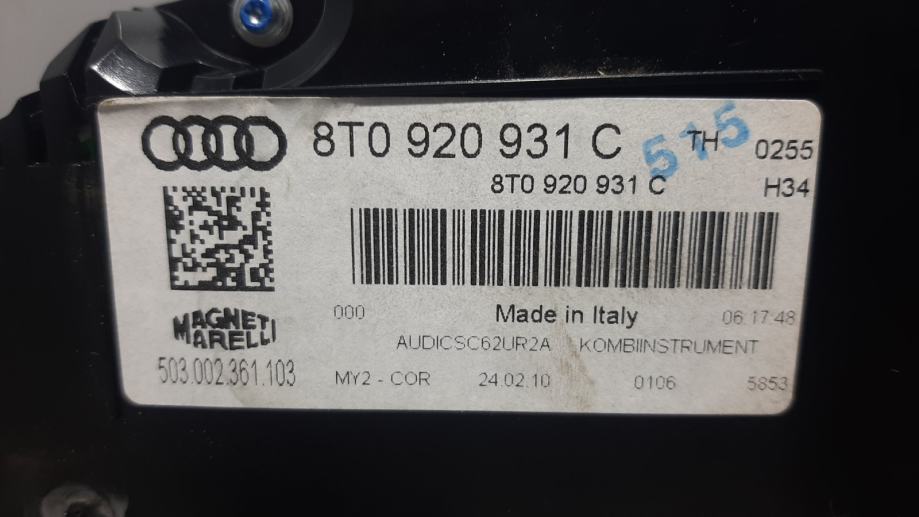 8T0 920 931 C 515 TH 0255
8T0 920 931 C H34
000 Made in Italy 06:17:48
MAGNETI
MARELLI
AUDICSC62UR2A KOMBIINSTRUMENT
503.002.361.103
MY2 - COR 24.02.10 0106 5853